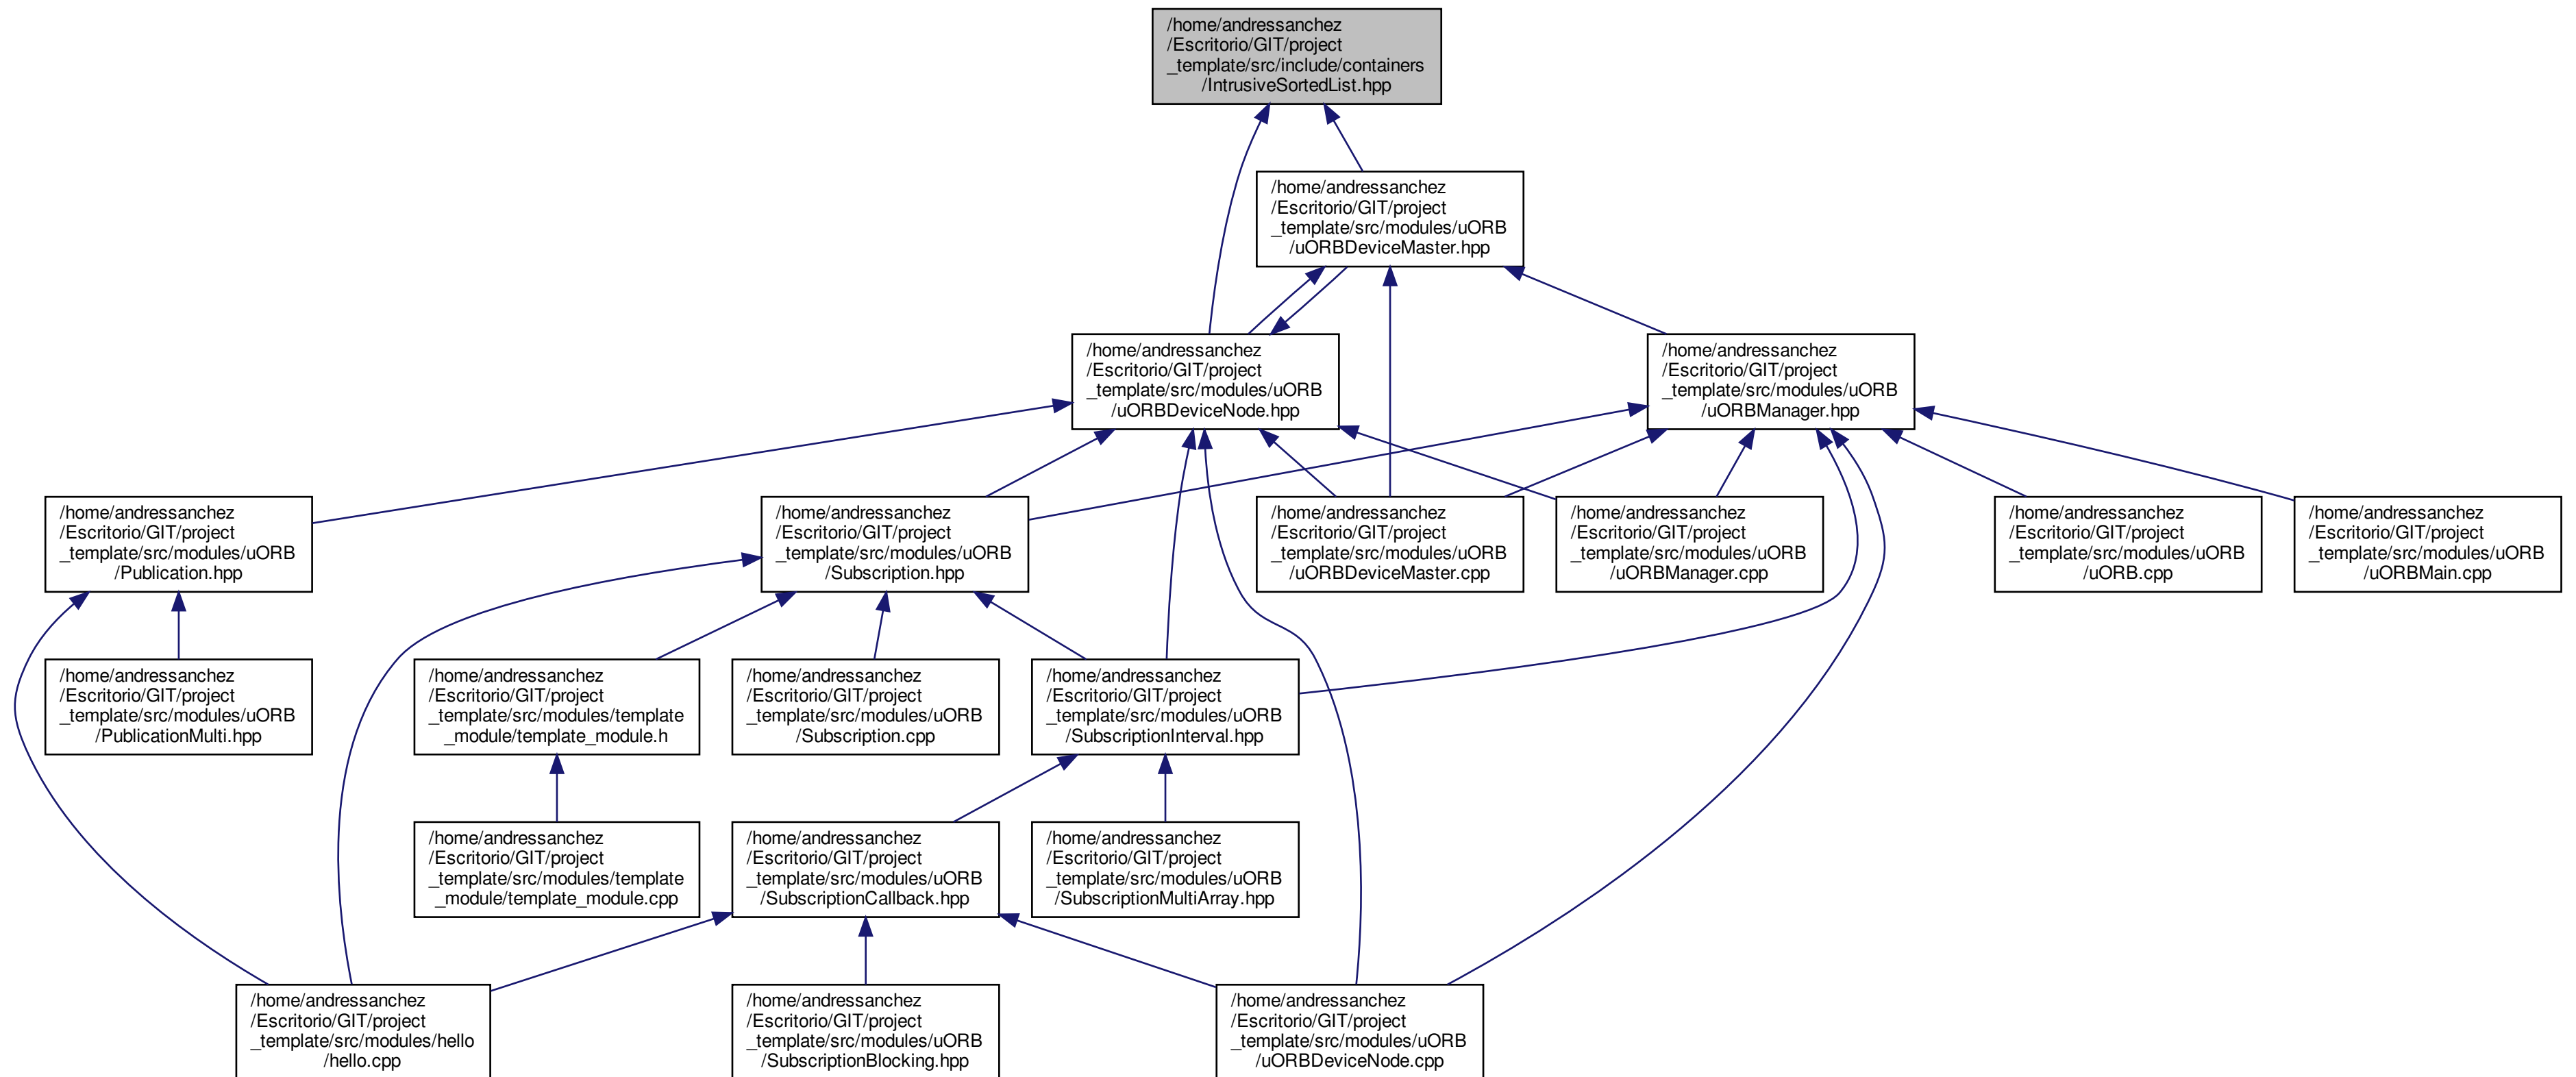 /home/andressanchez
/Escritorio/GIT/project
_template/src/include/containers
/IntrusiveSortedList.hpp
/home/andressanchez
/Escritorio/GIT/project
_template/src/modules/uORB
/uORBDeviceMaster.hpp
/home/andressanchez
/Escritorio/GIT/project
_template/src/modules/uORB
/uORBDeviceNode.hpp
/home/andressanchez
/Escritorio/GIT/project
_template/src/modules/uORB
/uORBManager.hpp
/home/andressanchez
/Escritorio/GIT/project
_template/src/modules/uORB
/Publication.hpp
/home/andressanchez
/Escritorio/GIT/project
_template/src/modules/uORB
/Subscription.hpp
/home/andressanchez
/Escritorio/GIT/project
_template/src/modules/uORB
/uORBDeviceMaster.cpp
/home/andressanchez
/Escritorio/GIT/project
_template/src/modules/uORB
/uORBManager.cpp
/home/andressanchez
/Escritorio/GIT/project
_template/src/modules/uORB
/uORB.cpp
/home/andressanchez
/Escritorio/GIT/project
_template/src/modules/uORB
/uORBMain.cpp
/home/andressanchez
/Escritorio/GIT/project
_template/src/modules/uORB
/PublicationMulti.hpp
/home/andressanchez
/Escritorio/GIT/project
_template/src/modules/template
_module/template_module.h
/home/andressanchez
/Escritorio/GIT/project
_template/src/modules/uORB
/Subscription.cpp
/home/andressanchez
/Escritorio/GIT/project
_template/src/modules/uORB
/SubscriptionInterval.hpp
/home/andressanchez
/Escritorio/GIT/project
_template/src/modules/template
_module/template_module.cpp
/home/andressanchez
/Escritorio/GIT/project
_template/src/modules/uORB
/SubscriptionCallback.hpp
/home/andressanchez
/Escritorio/GIT/project
_template/src/modules/uORB
/SubscriptionMultiArray.hpp
/home/andressanchez
/Escritorio/GIT/project
_template/src/modules/hello
/hello.cpp
/home/andressanchez
/Escritorio/GIT/project
_template/src/modules/uORB
/SubscriptionBlocking.hpp
/home/andressanchez
/Escritorio/GIT/project
_template/src/modules/uORB
/uORBDeviceNode.cpp